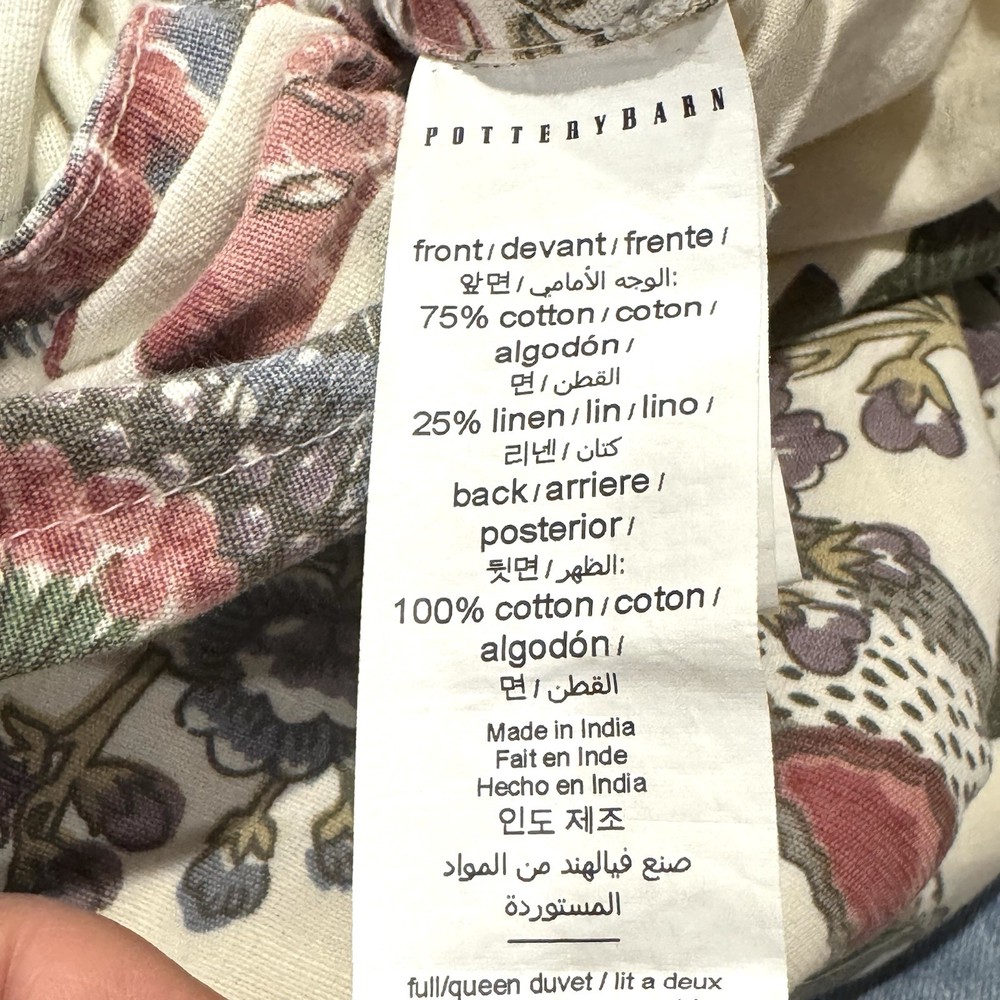 POTTERYBARN
front / devant / frente /
앞면 / الوجه الأمامي:
75% cotton / coton /
algodón /
면 / القطن
25% linen / lin / lino /
리넨 / كتان
back / arriere /
posterior /
뒷면 / الظهر:
100% cotton / coton /
algodón /
면 / القطن
Made in India
Fait en Inde
Hecho en India
인도 제조
صنع فيالهند من المواد
المستوردة
full/queen duvet / lit a deux